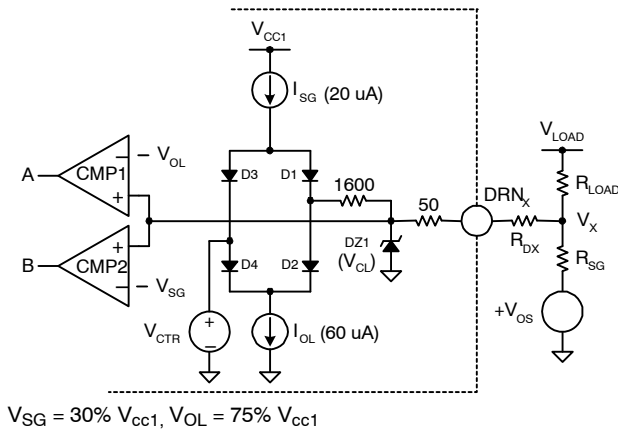 V_CC1
I_SG (20 uA)
V_LOAD
A
CMP1
−
V_OL
+
D3
D1
1600
50
DRN_X
R_LOAD
V_X
R_DX
B
CMP2
+
−
V_SG
D4
D2
DZ1
(V_CL)
R_SG
+V_OS
V_CTR
+
−
I_OL (60 uA)
V_SG = 30% V_cc1, V_OL = 75% V_cc1